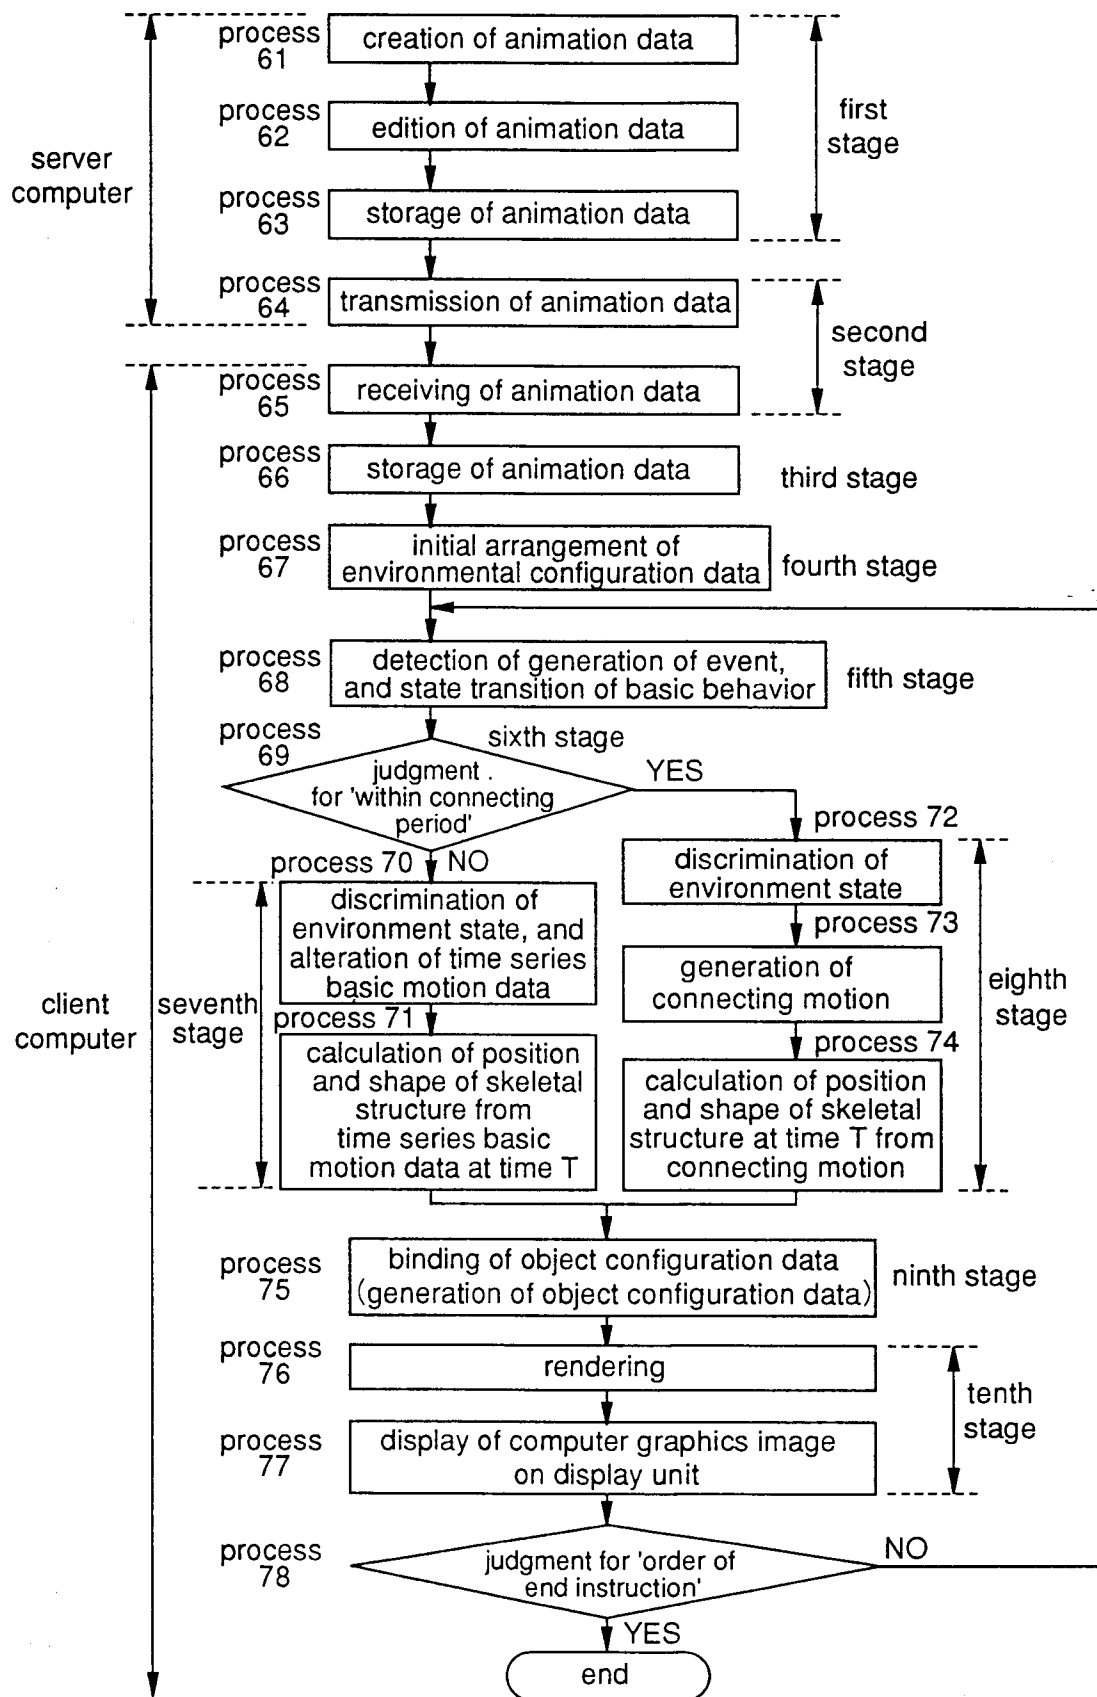 process
61
creation of animation data
process
62
edition of animation data
first
stage
server
computer
process
63
storage of animation data
process
64
transmission of animation data
second
stage
process
65
receiving of animation data
process
66
storage of animation data
third stage
process
67
initial arrangement of
environmental configuration data
fourth stage
process
68
detection of generation of event,
and state transition of basic behavior
fifth stage
process
69
sixth stage
judgment .
for 'within connecting
period'
YES
NO
process 70
discrimination of
environment state, and
alteration of time series
basic motion data
process 71
calculation of position
and shape of skeletal
structure from
time series basic
motion data at time T
seventh
stage
client
computer
process 72
discrimination of
environment state
process 73
generation of
connecting motion
process 74
calculation of position
and shape of skeletal
structure at time T from
connecting motion
eighth
stage
process
75
binding of object configuration data
(generation of object configuration data)
ninth stage
process
76
rendering
process
77
display of computer graphics image
on display unit
tenth
stage
process
78
judgment for 'order of
end instruction'
NO
YES
end